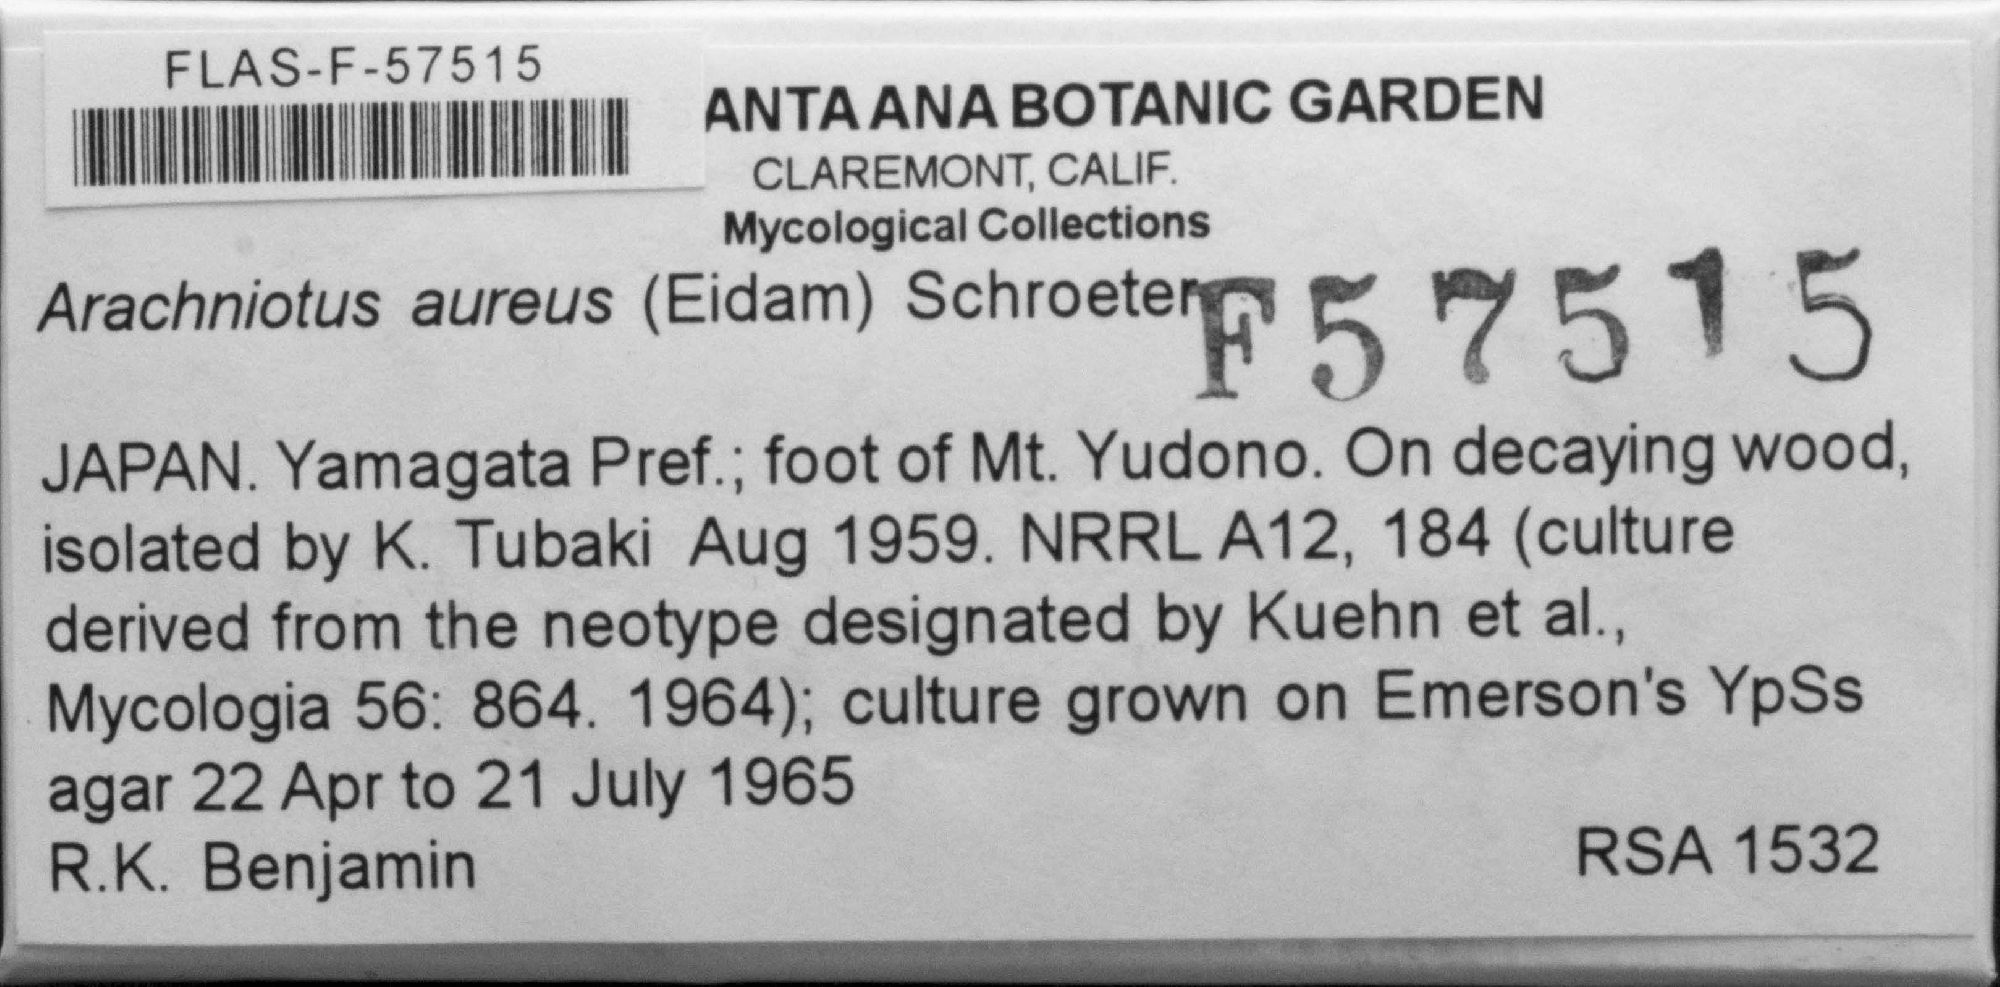 FLAS-F-57515
ANTA ANA BOTANIC GARDEN
CLAREMONT, CALIF.
Mycological Collections
Arachniotus aureus (Eidam) Schroeter
F57515
JAPAN. Yamagata Pref.; foot of Mt. Yudono. On decaying wood,
isolated by K. Tubaki Aug 1959. NRRL A12, 184 (culture
derived from the neotype designated by Kuehn et al.,
Mycologia 56: 864. 1964); culture grown on Emerson's YpSs
agar 22 Apr to 21 July 1965
R.K. Benjamin
RSA 1532